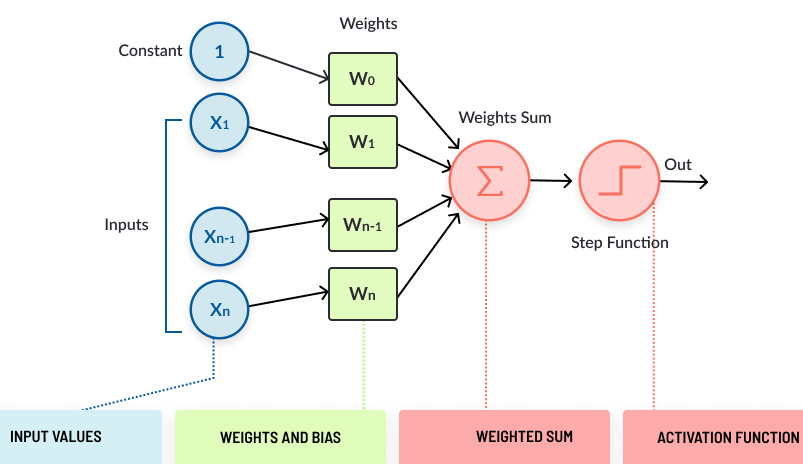 Weights
Constant
1
W0
X1
W1
Weights Sum
Σ
Out
Inputs
Xn-1
Wn-1
Step Function
Xn
Wn
INPUT VALUES
WEIGHTS AND BIAS
WEIGHTED SUM
ACTIVATION FUNCTION